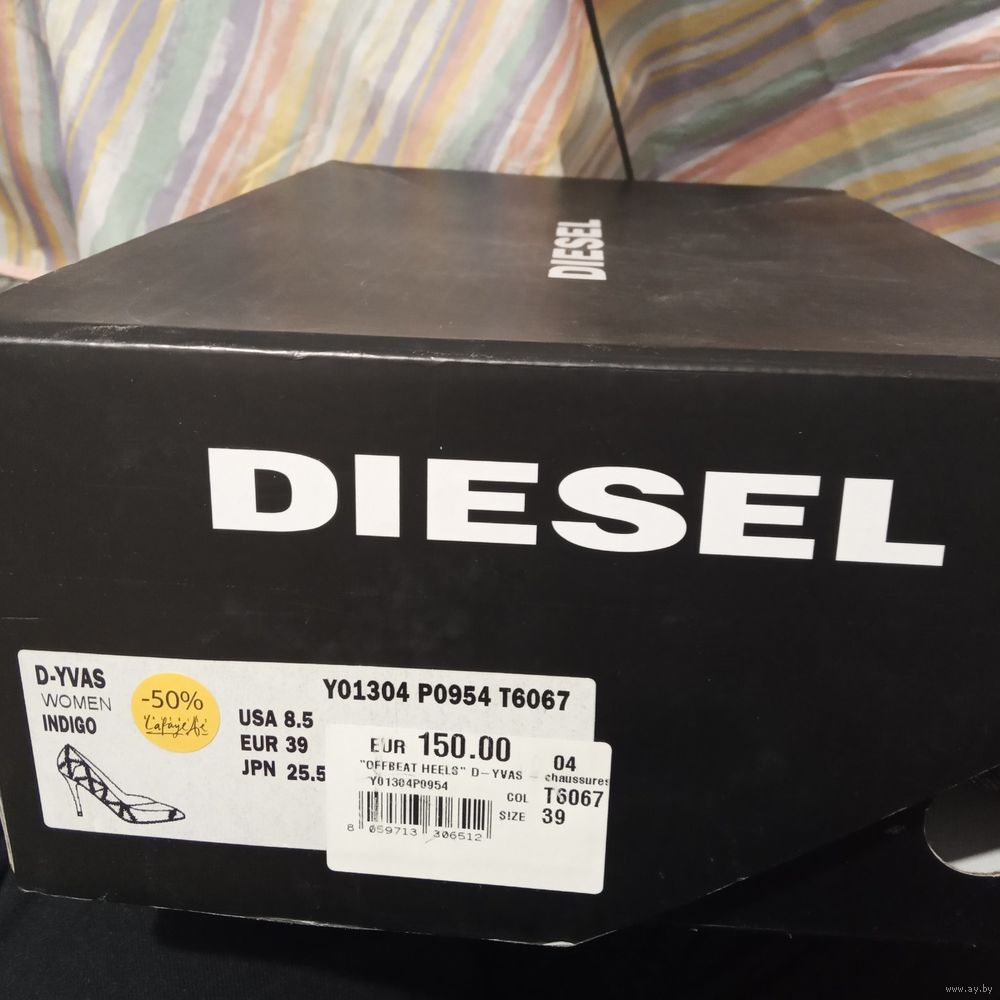 DIESEL
DIESEL
D-YVAS
WOMEN
INDIGO
-50%
Lafayette
USA 8.5
EUR 39
JPN 25.5
Y01304 P0954 T6067
EUR 150.00
"OFFBEAT HEELS" D-YVAS -
Y01304P0954
04
chaussures
COL T6067
SIZE 39
8 059713 306512
www.ay.by